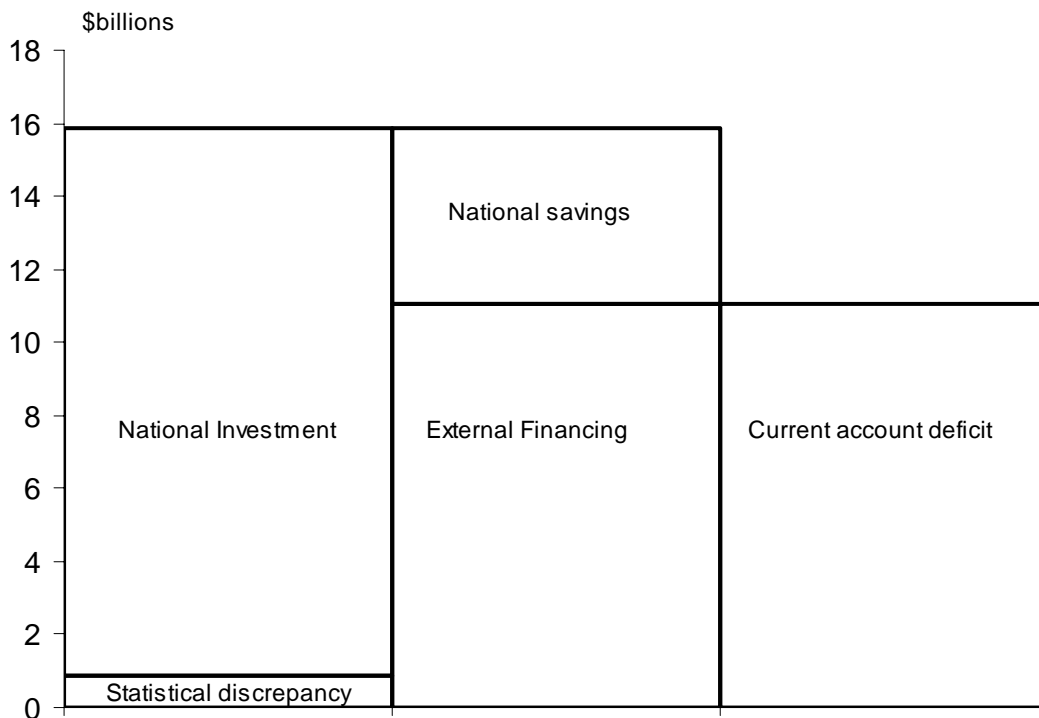 $billions
18
16
14
National savings
12
10
8
National Investment External Financing Current account deficit
6
4
2
Statistical discrepancy
0